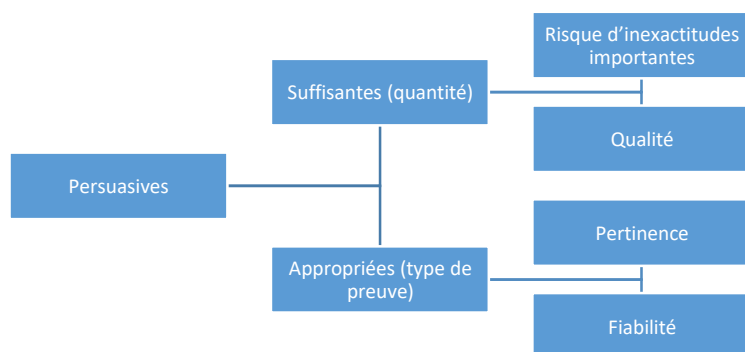 Risque d’inexactitudes
importantes
Suffisantes (quantité)
Qualité
Persuasives
Pertinence
Appropriées (type de
preuve)
Fiabilité